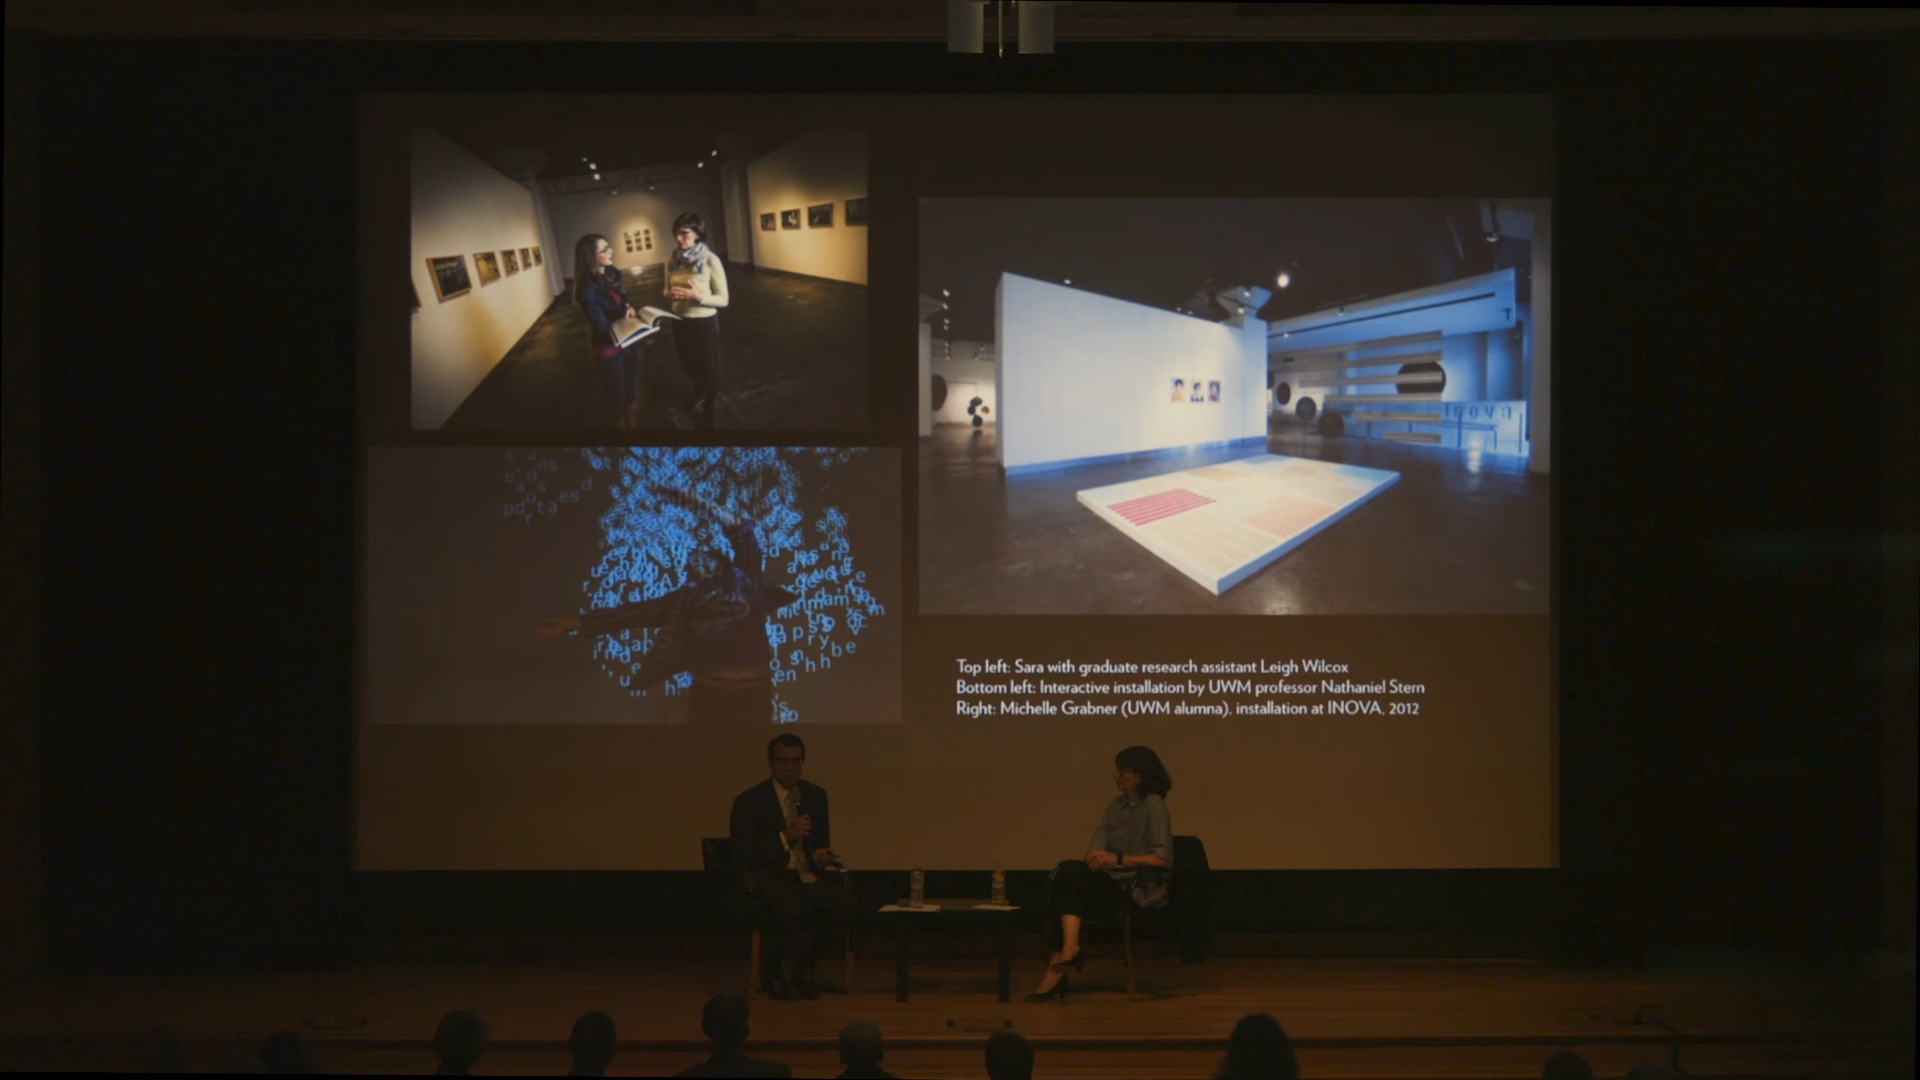 inova
Top left: Sara with graduate research assistant Leigh Wilcox
Bottom left: Interactive installation by UWM professor Nathaniel Stern
Right: Michelle Grabner (UWM alumna), installation at INOVA, 2012